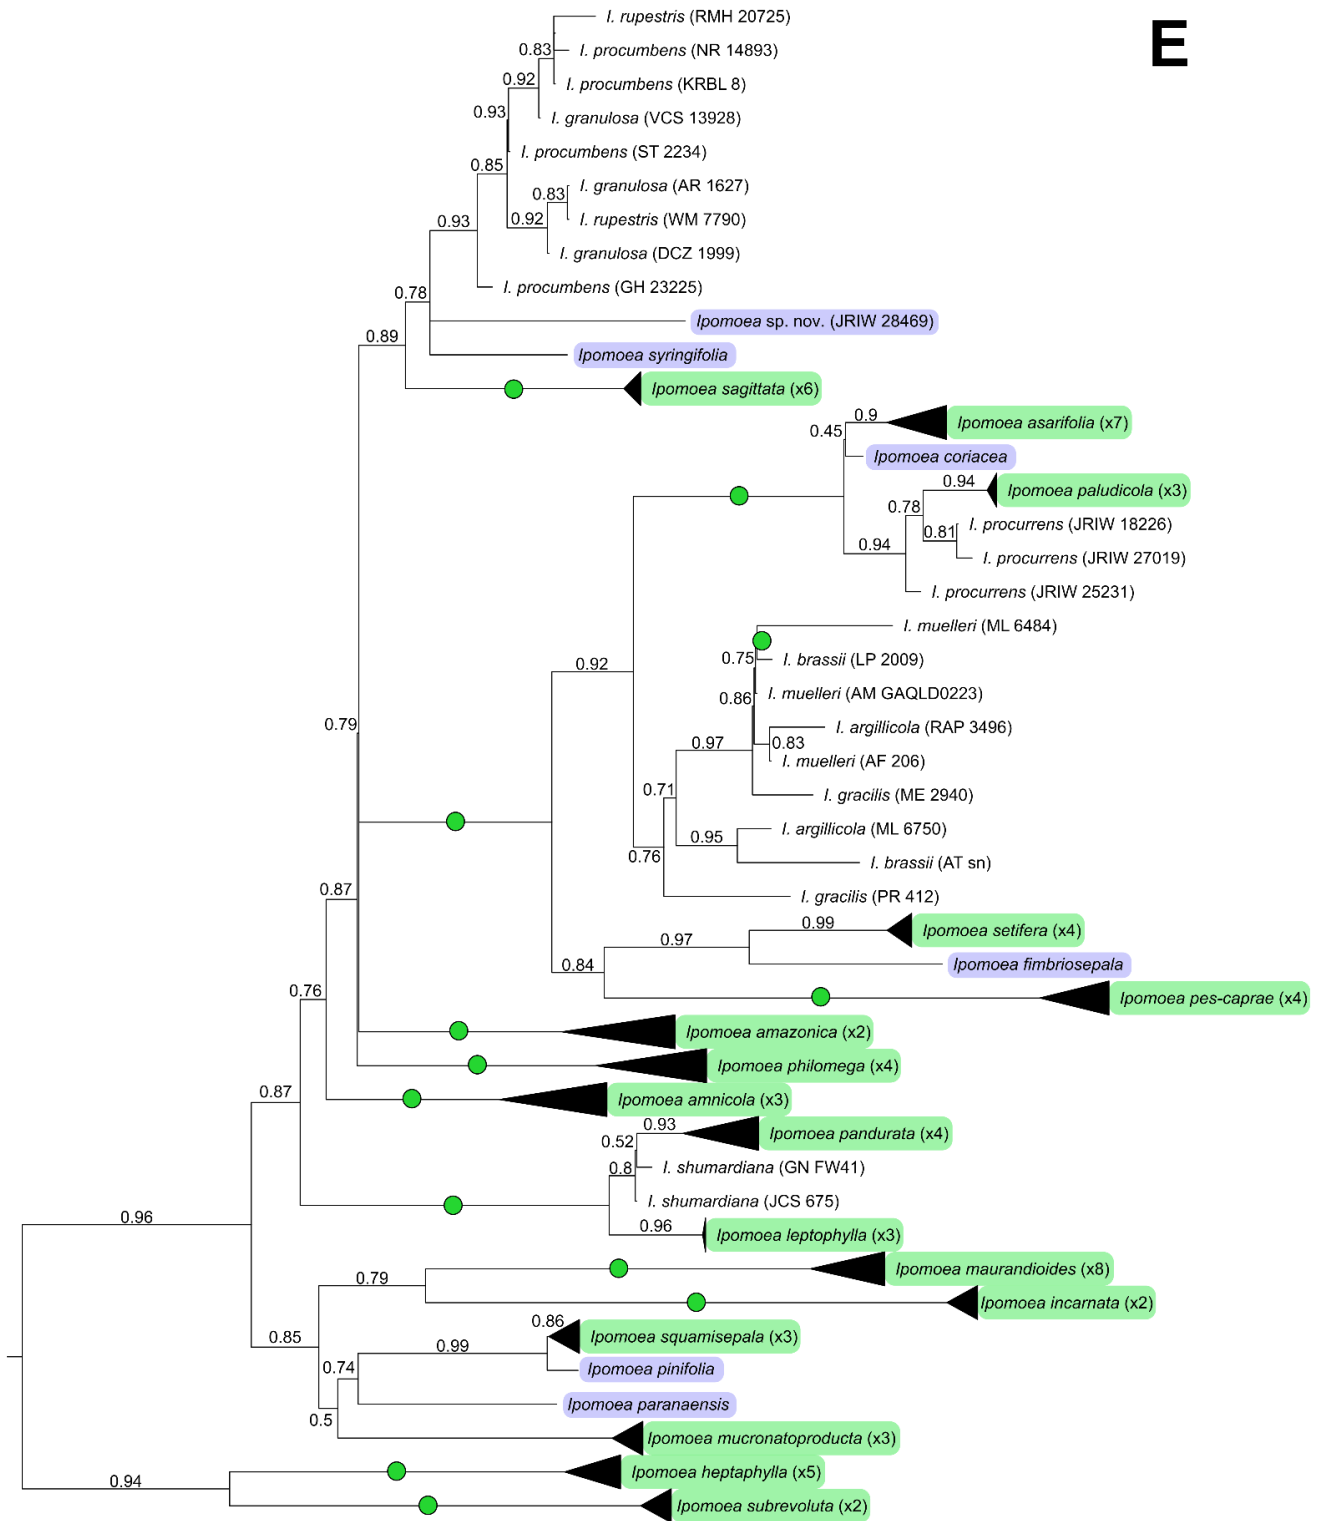 E
I. rupestris (RMH 20725)
0.83
I. procumbens (NR 14893)
0.92
I. procumbens (KRBL 8)
0.93
I. granulosa (VCS 13928)
I. procumbens (ST 2234)
0.85
I. granulosa (AR 1627)
0.83
I. rupestris (WM 7790)
0.92
0.93
I. granulosa (DCZ 1999)
I. procumbens (GH 23225)
0.78
Ipomoea sp. nov. (JRIW 28469)
0.89
Ipomoea syringifolia
Ipomoea sagittata (x6)
0.9
Ipomoea asarifolia (x7)
0.45
Ipomoea coriacea
0.94
Ipomoea paludicola (x3)
0.78
I. procurrens (JRIW 18226)
0.81
0.94
I. procurrens (JRIW 27019)
I. procurrens (JRIW 25231)
I. muelleri (ML 6484)
0.75
I. brassii (LP 2009)
0.92
0.86
I. muelleri (AM GAQLD0223)
0.79
I. argillicola (RAP 3496)
0.97
0.83
I. muelleri (AF 206)
0.71
I. gracilis (ME 2940)
I. argillicola (ML 6750)
0.95
0.76
I. brassii (AT sn)
0.87
I. gracilis (PR 412)
0.99
Ipomoea setifera (x4)
0.97
0.84
Ipomoea fimbriosepala
0.76
Ipomoea pes-caprae (x4)
Ipomoea amazonica (x2)
Ipomoea philomega (x4)
0.87
Ipomoea amnicola (x3)
0.93
Ipomoea pandurata (x4)
0.52
0.8
I. shumardiana (GN FW41)
I. shumardiana (JCS 675)
0.96
0.96
Ipomoea leptophylla (x3)
Ipomoea maurandioides (x8)
0.79
Ipomoea incarnata (x2)
0.86
0.85
Ipomoea squamisepala (x3)
0.99
0.74
Ipomoea pinifolia
Ipomoea paranaensis
0.5
Ipomoea mucronatoproducta (x3)
0.94
Ipomoea heptaphylla (x5)
Ipomoea subrevoluta (x2)